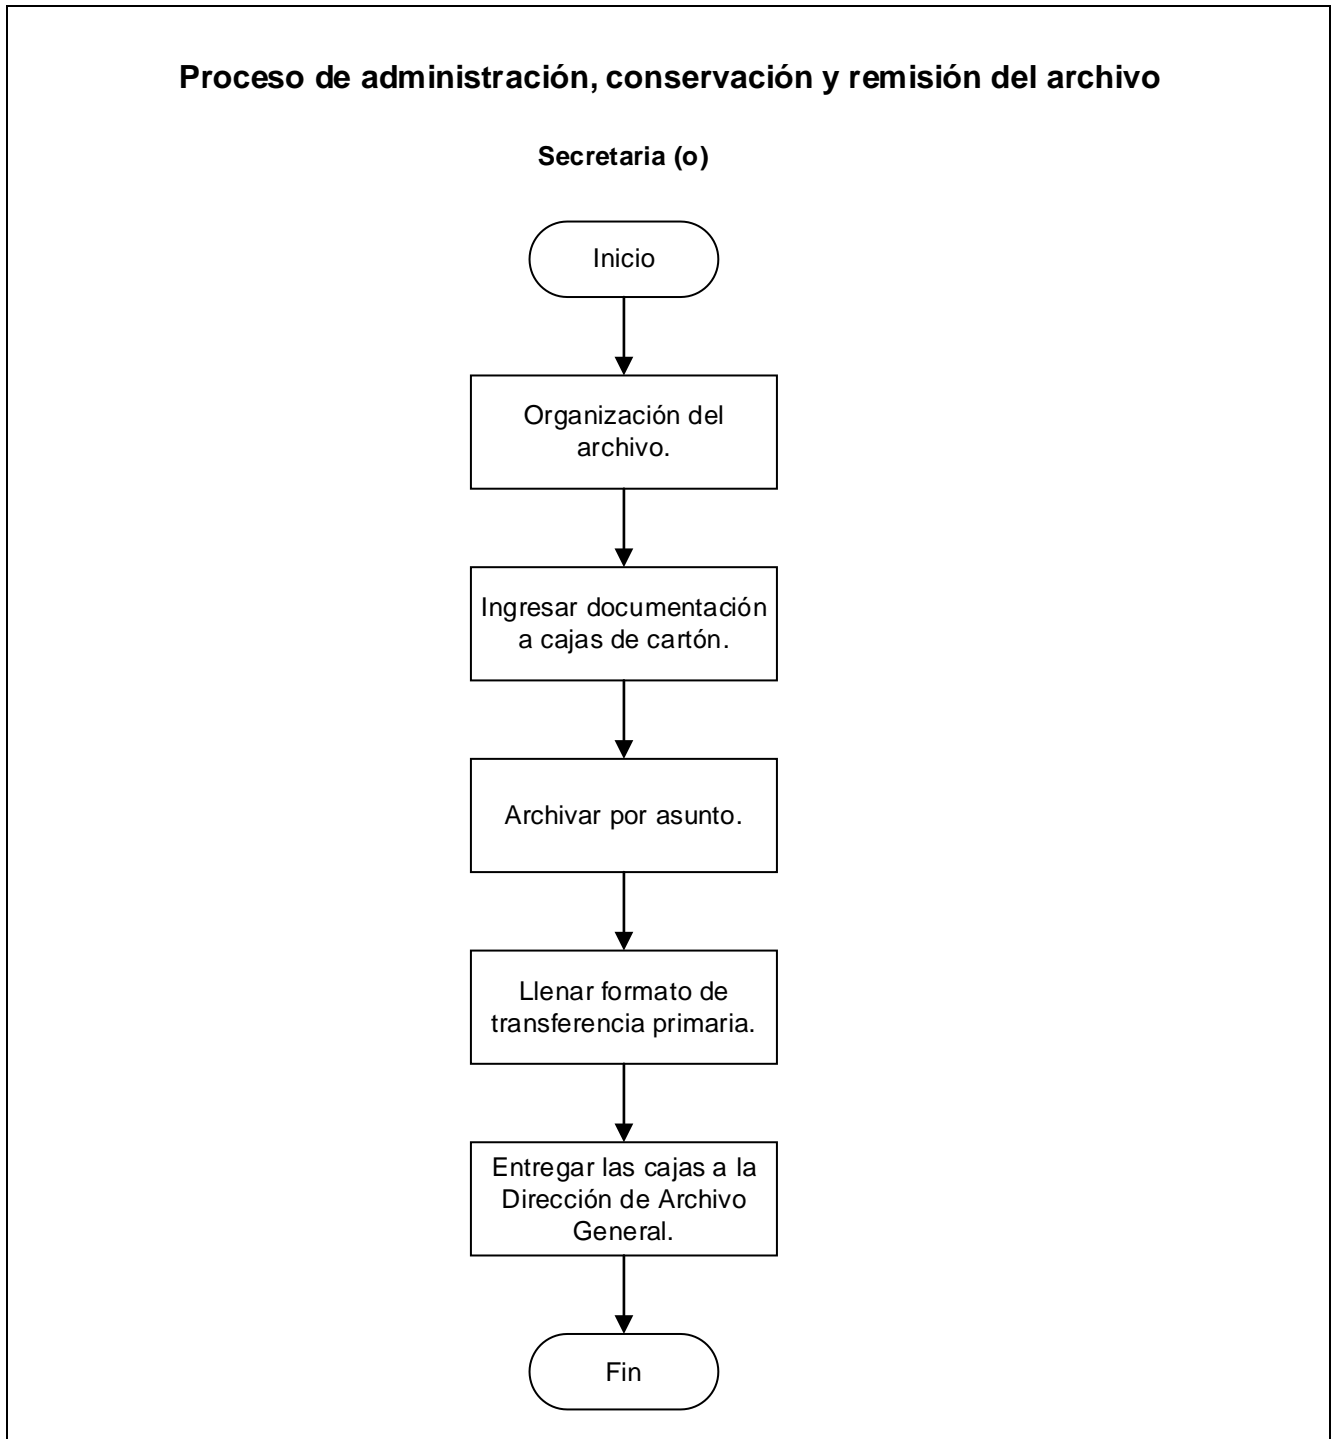 Proceso de administración, conservación y remisión del archivo
Secretaria (o)
Inicio
Organización del
archivo.
Ingresar documentación
a cajas de cartón.
Archivar por asunto.
Llenar formato de
transferencia primaria.
Entregar las cajas a la
Dirección de Archivo
General.
Fin